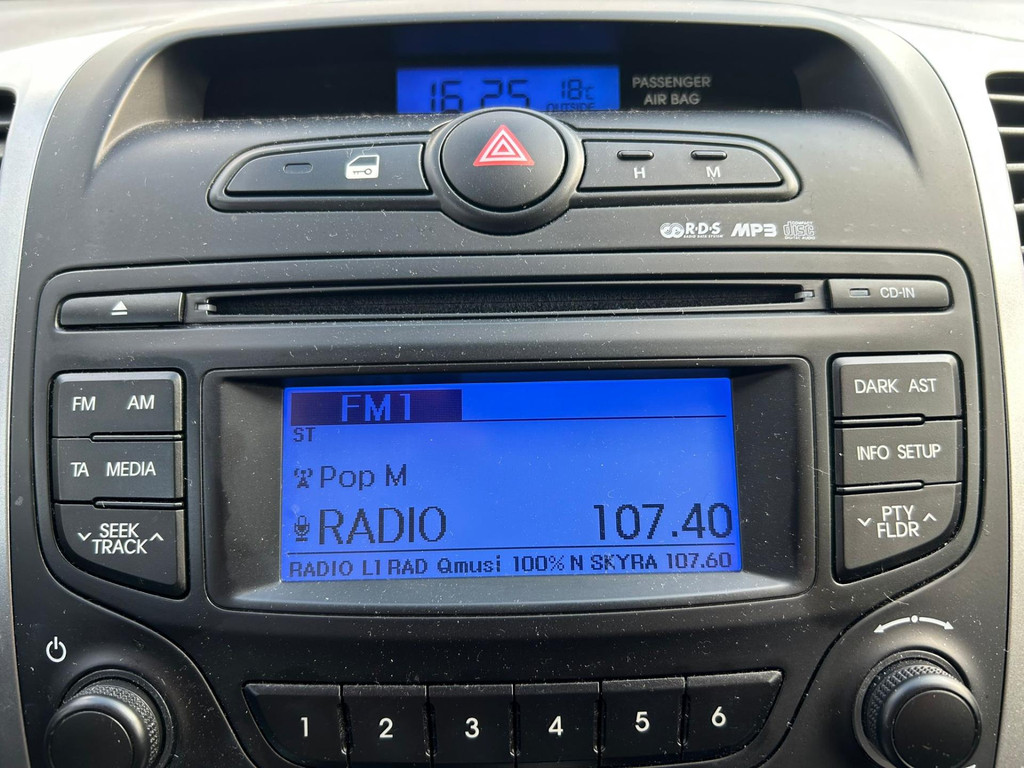 16 25 18c
OUTSIDE
PASSENGER
AIR BAG
H M
R·D·S MP3
CD-IN
FM AM
TA MEDIA
SEEK
TRACK
FM1
ST
Pop M
RADIO 107.40
RADIO L1 RAD Qmusi 100% N SKYRA 107.60
DARK AST
INFO SETUP
PTY
FLDR
1 2 3 4 5 6